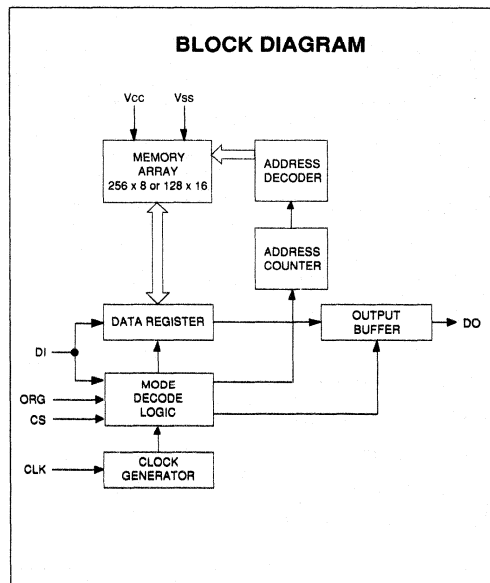 BLOCK DIAGRAM
Vcc Vss
MEMORY
ARRAY
256 x 8 or 128 x 16
ADDRESS
DECODER
ADDRESS
COUNTER
DATA REGISTER
OUTPUT
BUFFER
DO
DI
MODE
DECODE
LOGIC
ORG
CS
CLK
CLOCK
GENERATOR